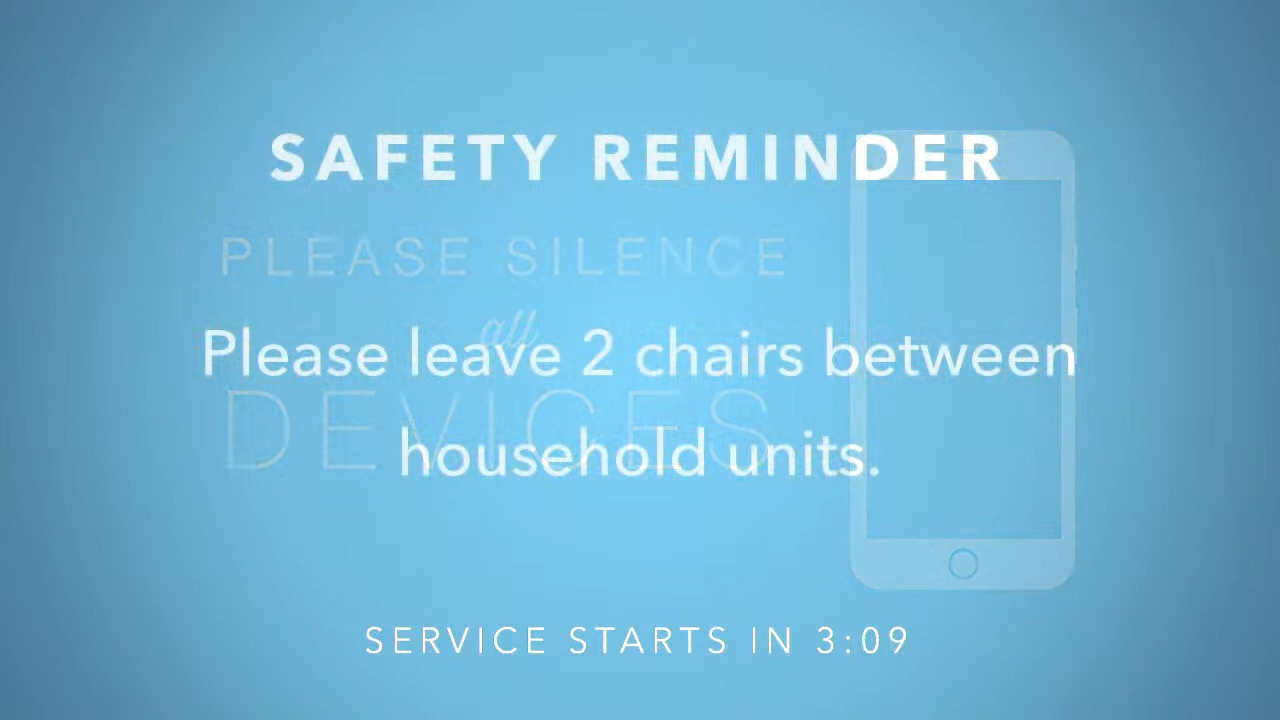 SAFETY REMINDER
PLEASE SILENCE
all
Please leave 2 chairs between
DEVICES
household units.
SERVICE STARTS IN 3:09